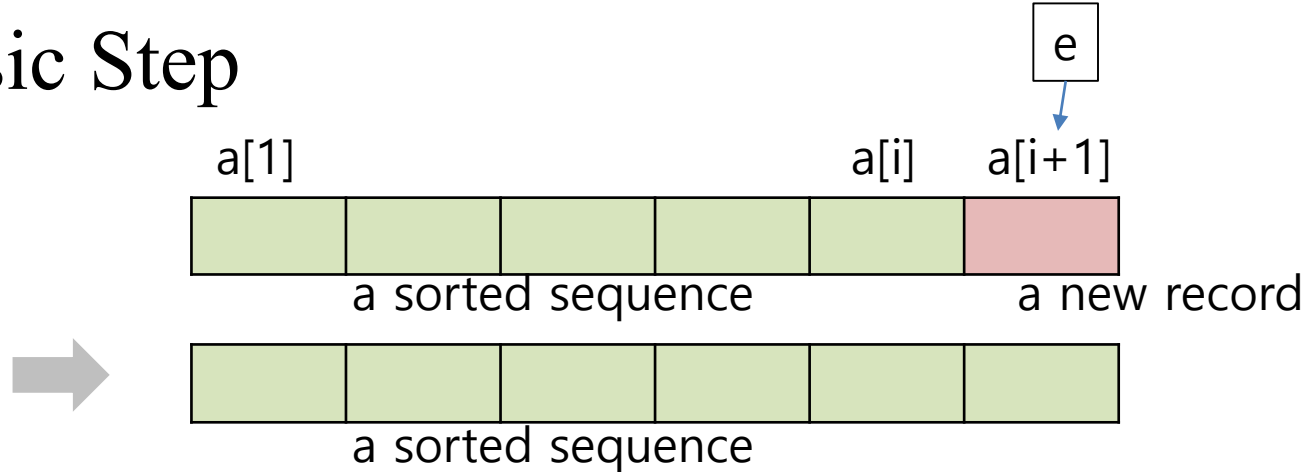 sic Step
e
a[1] a[i] a[i+1]
a sorted sequence a new record
a sorted sequence